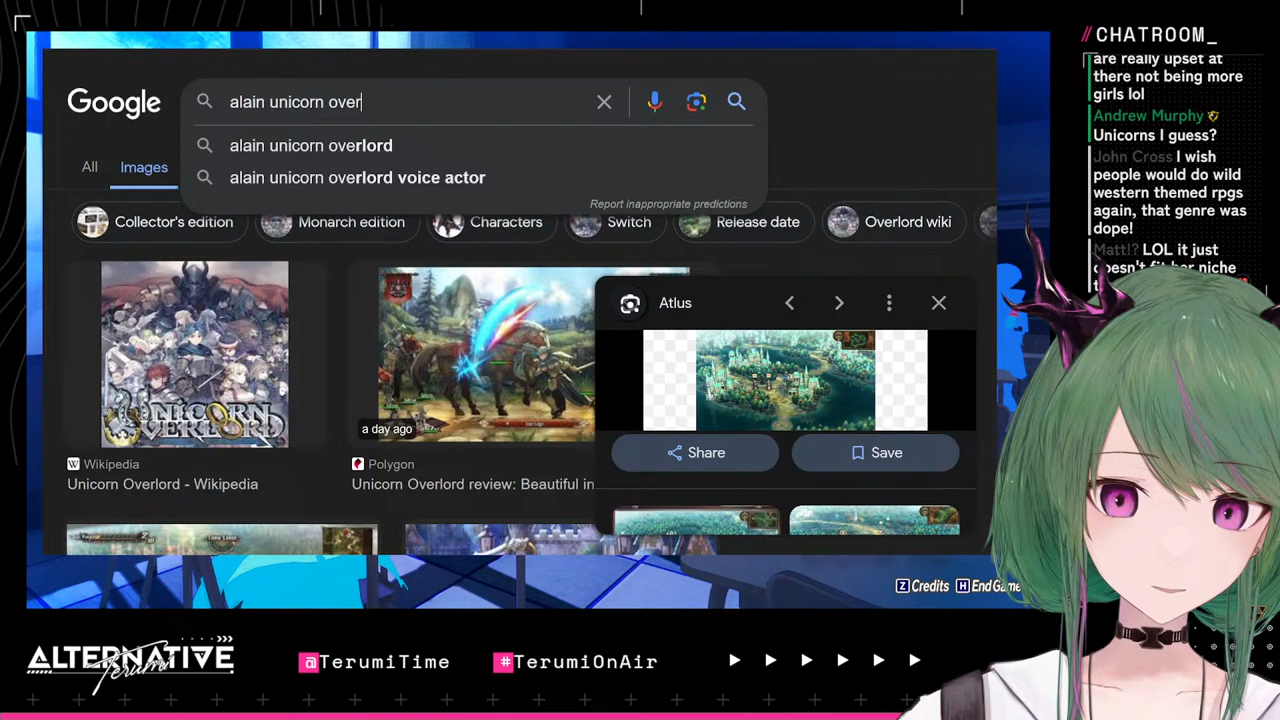 Google
alain unicorn over
alain unicorn overlord
alain unicorn overlord voice actor
Report inappropriate predictions
All
Images
Collector's edition
Monarch edition
Characters
Switch
Release date
Overlord wiki
UNICORN
OVERLORD
a day ago
Wikipedia
Unicorn Overlord - Wikipedia
Polygon
Unicorn Overlord review: Beautiful in
Atlus
Share
Save
Z Credits
H End Game
//CHATROOM_
are really upset at
there not being more
girls lol
Andrew Murphy
Unicorns I guess?
John Cross I wish
people would do wild
western themed rpgs
again, that genre was
dope!
Matt!? LOL it just
doesn't fit her niche
ALTERNATIVE
Terumi
@TerumiTime
#TerumiOnAir